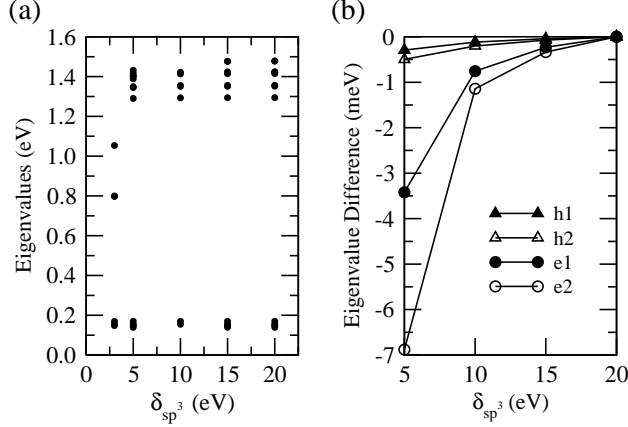 (a)
(b)
1.6
1.4
1.2
1.0
0.8
0.6
0.4
0.2
0.0
Eigenvalues (eV)
0 5 10 15 20
δsp³ (eV)
0
-1
-2
-3
-4
-5
-6
-7
Eigenvalue Difference (meV)
h1
h2
e1
e2
5 10 15 20
δsp³ (eV)